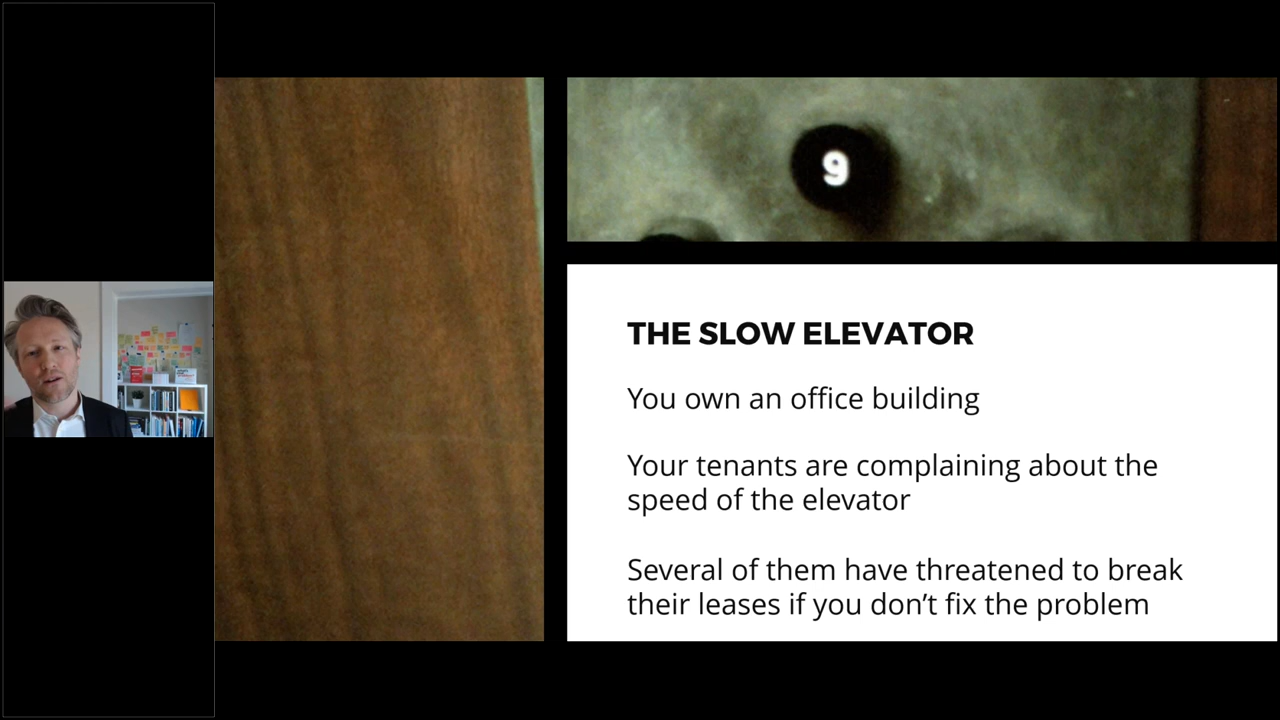 9
THE SLOW ELEVATOR
You own an office building
Your tenants are complaining about the
speed of the elevator
Several of them have threatened to break
their leases if you don’t fix the problem